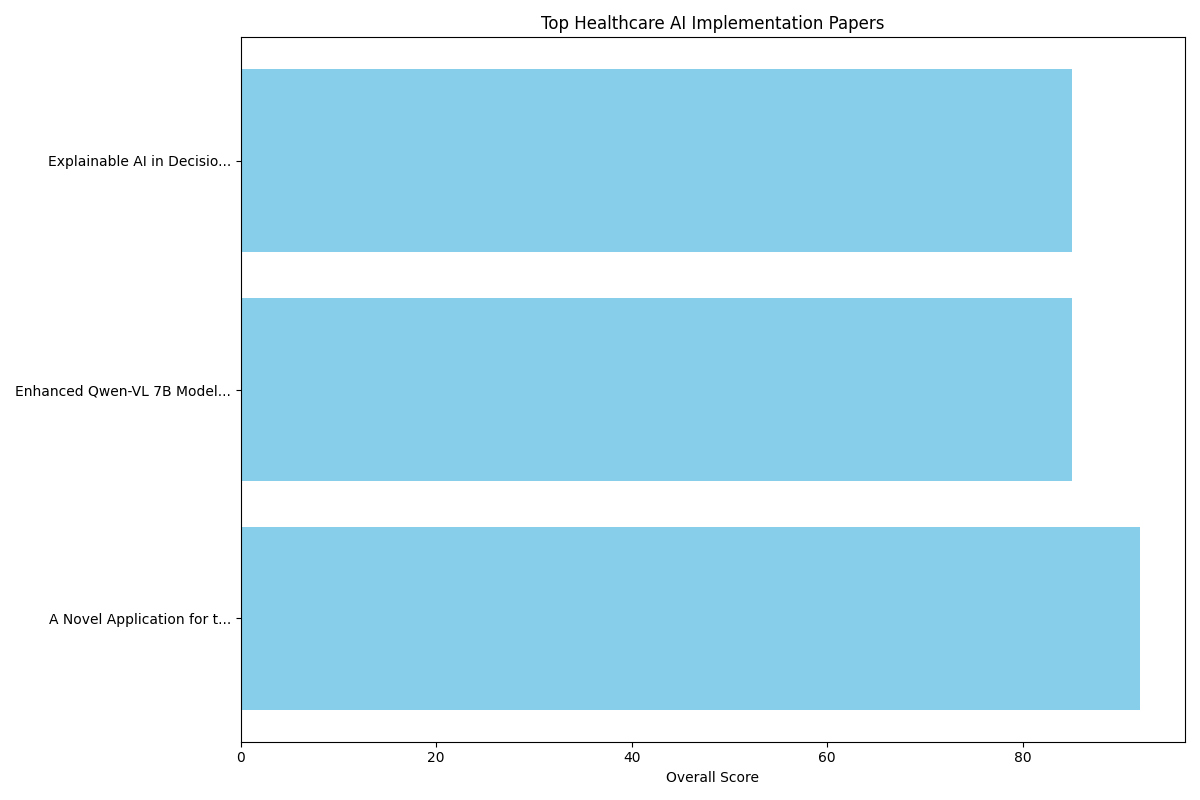 Top Healthcare AI Implementation Papers
Explainable AI in Decisio...
Enhanced Qwen-VL 7B Model...
A Novel Application for t...
0 20 40 60 80
Overall Score